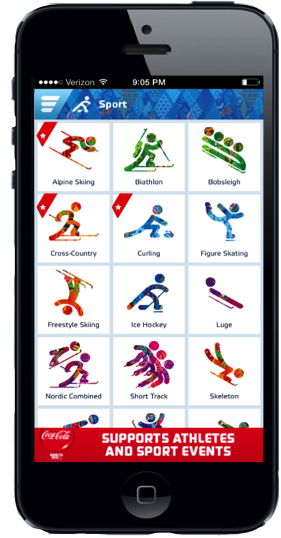 Verizon 9:05 PM
Sport
Alpine Skiing Biathlon Bobsleigh
Cross-Country Curling Figure Skating
Freestyle Skiing Ice Hockey Luge
Nordic Combined Short Track Skeleton
Coca-Cola
SUPPORTS ATHLETES
AND SPORT EVENTS